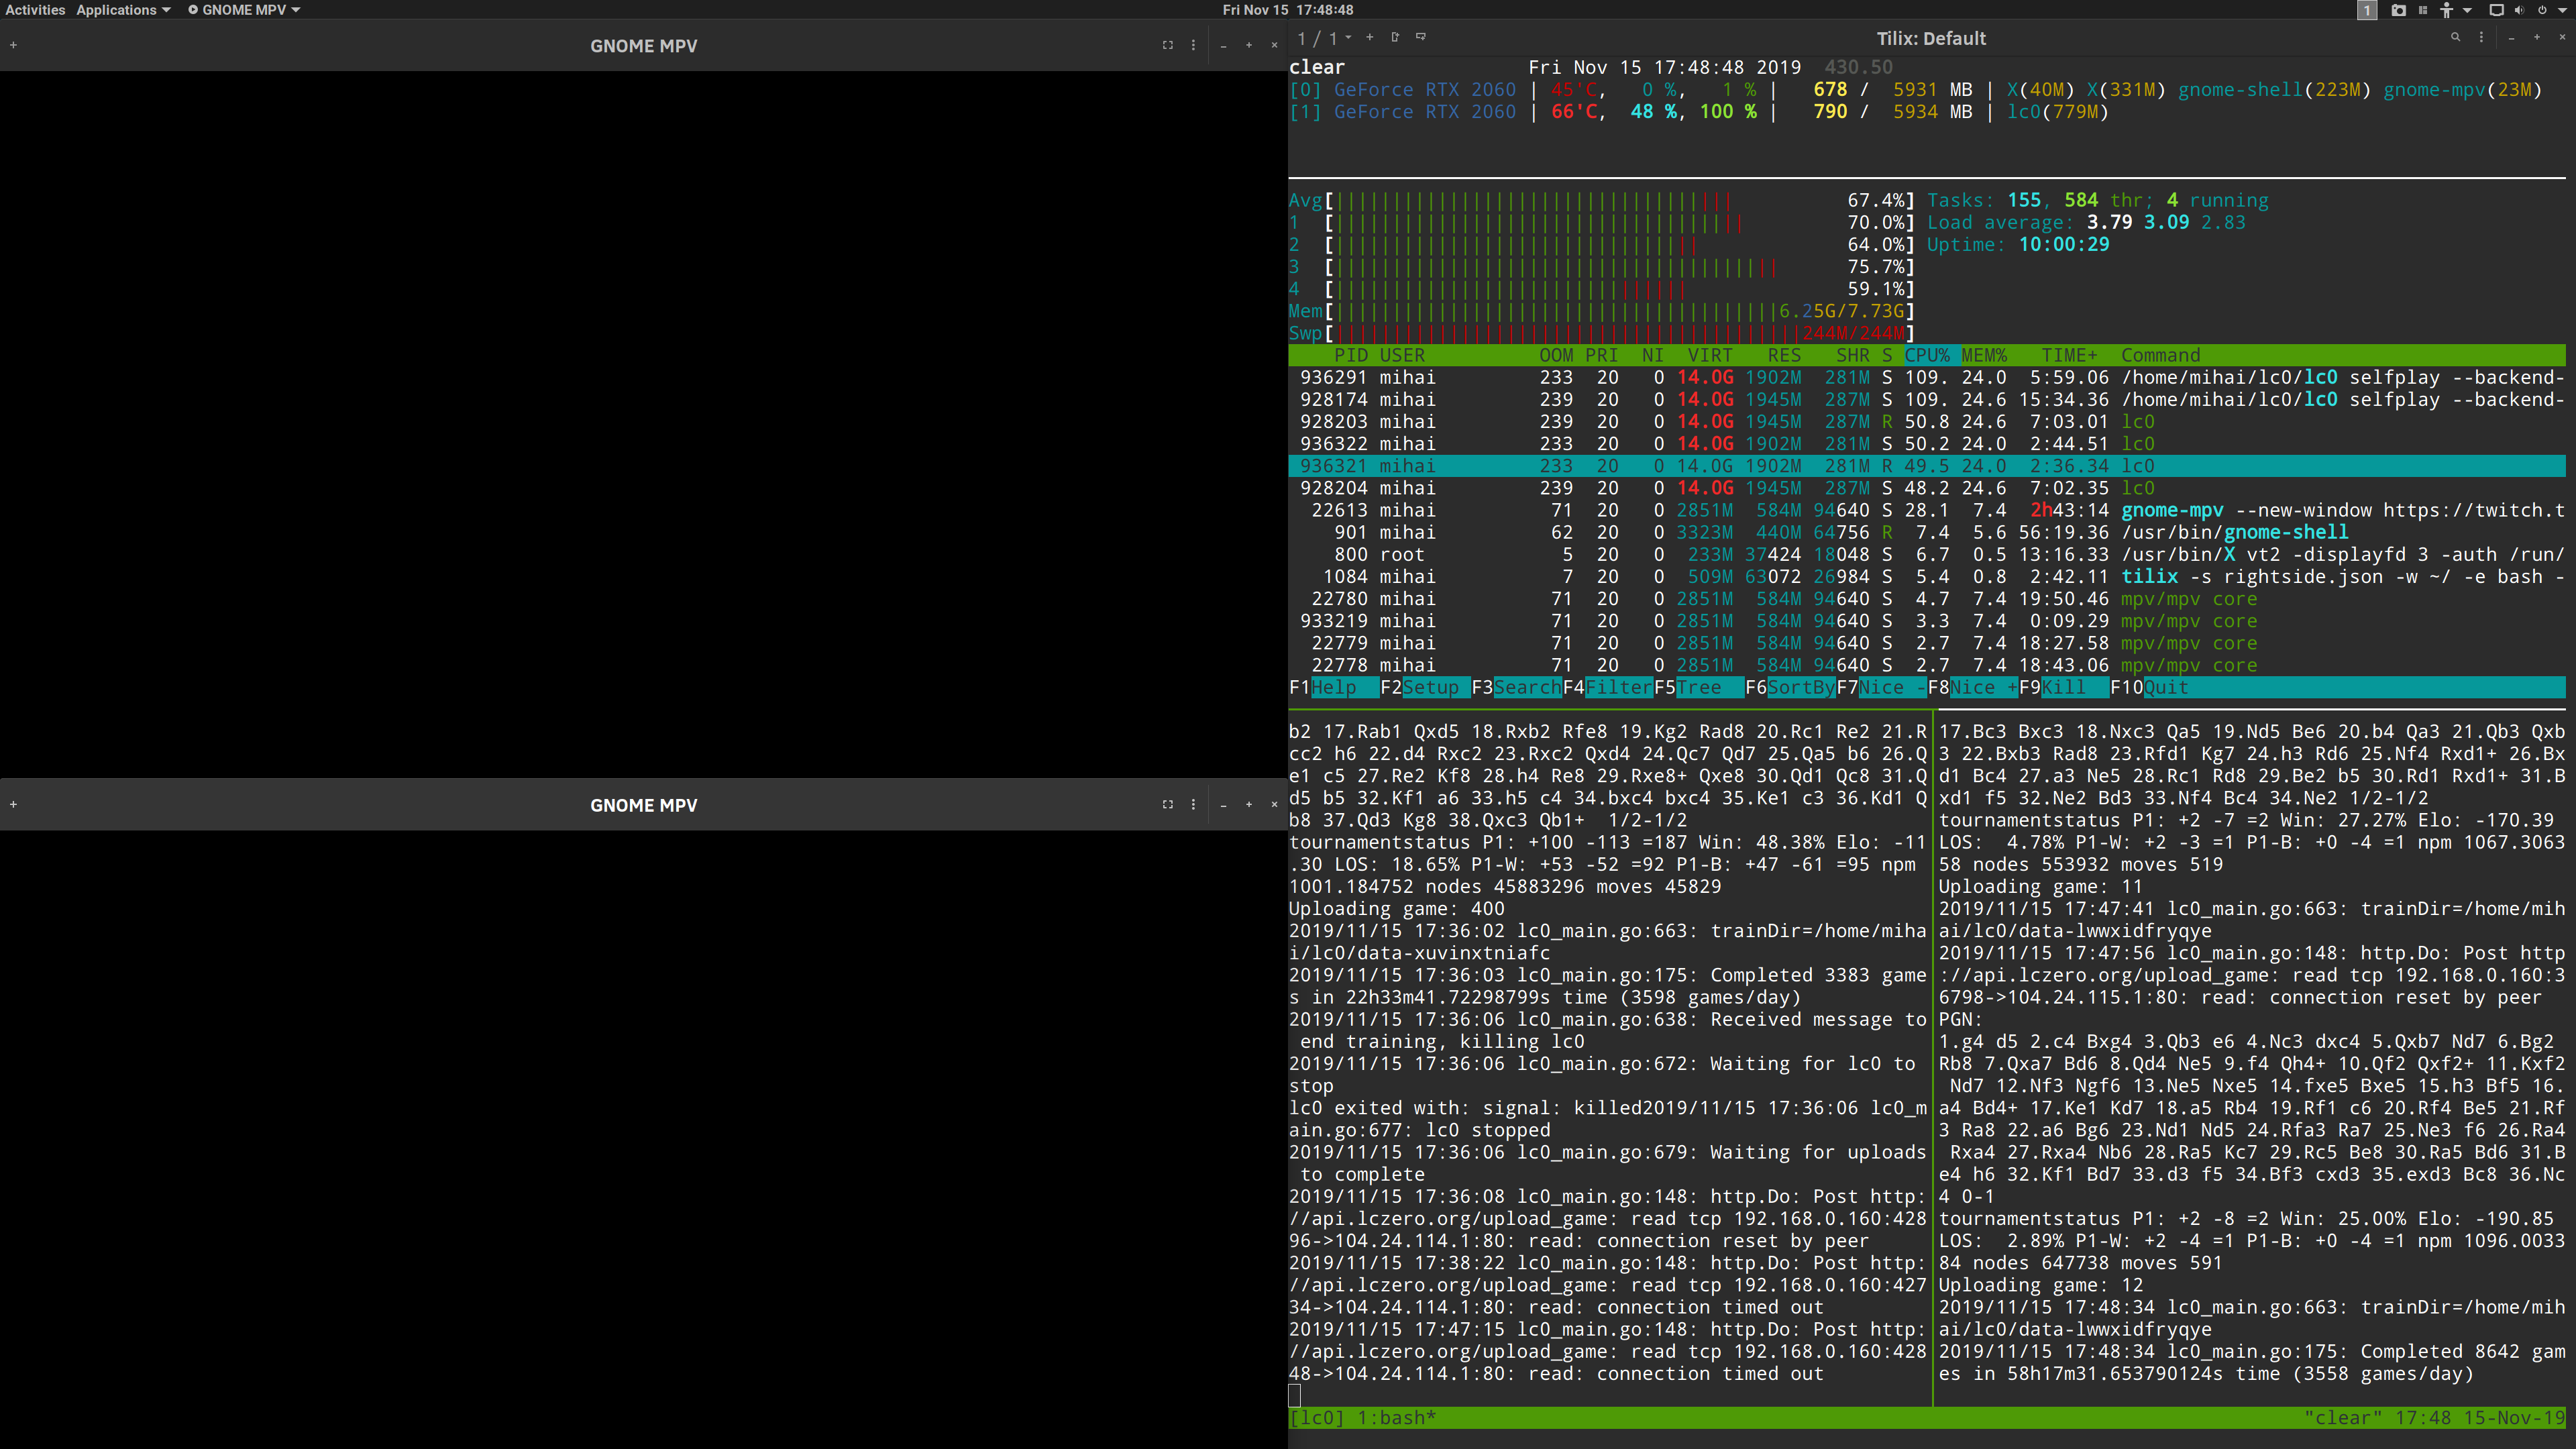 Activities Applications GNOME MPV Fri Nov 15 17:48:48 1
GNOME MPV
GNOME MPV
1 / 1 Tilix: Default
clear Fri Nov 15 17:48:48 2019 430.50
[0] GeForce RTX 2060 | 45'C, 0 %, 1 % | 678 / 5931 MB | X(40M) X(331M) gnome-shell(223M) gnome-mpv(23M)
[1] GeForce RTX 2060 | 66'C, 48 %, 100 % | 790 / 5934 MB | lc0(779M)
Avg[ 67.4%] Tasks: 155, 584 thr; 4 running
1 [ 70.0%] Load average: 3.79 3.09 2.83
2 [ 64.0%] Uptime: 10:00:29
3 [ 75.7%]
4 [ 59.1%]
Mem[ 6.25G/7.73G]
Swp[ 244M/244M]
PID USER OOM PRI NI VIRT RES SHR S CPU% MEM% TIME+ Command
936291 mihai 233 20 0 14.0G 1902M 281M S 109. 24.0 5:59.06 /home/mihai/lc0/lc0 selfplay --backend-
928174 mihai 239 20 0 14.0G 1945M 287M S 109. 24.6 15:34.36 /home/mihai/lc0/lc0 selfplay --backend-
928203 mihai 239 20 0 14.0G 1945M 287M R 50.8 24.6 7:03.01 lc0
936322 mihai 233 20 0 14.0G 1902M 281M S 50.2 24.0 2:44.51 lc0
936321 mihai 233 20 0 14.0G 1902M 281M R 49.5 24.0 2:36.34 lc0
928204 mihai 239 20 0 14.0G 1945M 287M S 48.2 24.6 7:02.35 lc0
22613 mihai 71 20 0 2851M 584M 94640 S 28.1 7.4 2h43:14 gnome-mpv --new-window https://twitch.t
901 mihai 62 20 0 3323M 440M 64756 R 7.4 5.6 56:19.36 /usr/bin/gnome-shell
800 root 5 20 0 233M 37424 18048 S 6.7 0.5 13:16.33 /usr/bin/X vt2 -displayfd 3 -auth /run/
1084 mihai 7 20 0 509M 63072 26984 S 5.4 0.8 2:42.11 tilix -s rightside.json -w ~/ -e bash -
22780 mihai 71 20 0 2851M 584M 94640 S 4.7 7.4 19:50.46 mpv/mpv core
933219 mihai 71 20 0 2851M 584M 94640 S 3.3 7.4 0:09.29 mpv/mpv core
22779 mihai 71 20 0 2851M 584M 94640 S 2.7 7.4 18:27.58 mpv/mpv core
22778 mihai 71 20 0 2851M 584M 94640 S 2.7 7.4 18:43.06 mpv/mpv core
F1Help F2Setup F3SearchF4FilterF5Tree F6SortByF7Nice -F8Nice +F9Kill F10Quit
b2 17.Rab1 Qxd5 18.Rxb2 Rfe8 19.Kg2 Rad8 20.Rc1 Re2 21.R
cc2 h6 22.d4 Rxc2 23.Rxc2 Qxd4 24.Qc7 Qd7 25.Qa5 b6 26.Q
e1 c5 27.Re2 Kf8 28.h4 Re8 29.Rxe8+ Qxe8 30.Qd1 Qc8 31.Q
d5 b5 32.Kf1 a6 33.h5 c4 34.bxc4 bxc4 35.Ke1 c3 36.Kd1 Q
b8 37.Qd3 Kg8 38.Qxc3 Qb1+ 1/2-1/2
tournamentstatus P1: +100 -113 =187 Win: 48.38% Elo: -11
.30 LOS: 18.65% P1-W: +53 -52 =92 P1-B: +47 -61 =95 npm
1001.184752 nodes 45883296 moves 45829
Uploading game: 400
2019/11/15 17:36:02 lc0_main.go:663: trainDir=/home/miha
i/lc0/data-xuvinxtniafc
2019/11/15 17:36:03 lc0_main.go:175: Completed 3383 game
s in 22h33m41.72298799s time (3598 games/day)
2019/11/15 17:36:06 lc0_main.go:638: Received message to
end training, killing lc0
2019/11/15 17:36:06 lc0_main.go:672: Waiting for lc0 to
stop
lc0 exited with: signal: killed2019/11/15 17:36:06 lc0_m
ain.go:677: lc0 stopped
2019/11/15 17:36:06 lc0_main.go:679: Waiting for uploads
to complete
2019/11/15 17:36:08 lc0_main.go:148: http.Do: Post http:
//api.lczero.org/upload_game: read tcp 192.168.0.160:428
96->104.24.114.1:80: read: connection reset by peer
2019/11/15 17:38:22 lc0_main.go:148: http.Do: Post http:
//api.lczero.org/upload_game: read tcp 192.168.0.160:427
34->104.24.114.1:80: read: connection timed out
2019/11/15 17:47:15 lc0_main.go:148: http.Do: Post http:
//api.lczero.org/upload_game: read tcp 192.168.0.160:428
48->104.24.114.1:80: read: connection timed out
17.Bc3 Bxc3 18.Nxc3 Qa5 19.Nd5 Be6 20.b4 Qa3 21.Qb3 Qxb
3 22.Bxb3 Rad8 23.Rfd1 Kg7 24.h3 Rd6 25.Nf4 Rxd1+ 26.Bx
d1 Bc4 27.a3 Ne5 28.Rc1 Rd8 29.Be2 b5 30.Rd1 Rxd1+ 31.B
xd1 f5 32.Ne2 Bd3 33.Nf4 Bc4 34.Ne2 1/2-1/2
tournamentstatus P1: +2 -7 =2 Win: 27.27% Elo: -170.39
LOS: 4.78% P1-W: +2 -3 =1 P1-B: +0 -4 =1 npm 1067.3063
58 nodes 553932 moves 519
Uploading game: 11
2019/11/15 17:47:41 lc0_main.go:663: trainDir=/home/mih
ai/lc0/data-lwwxidfryqye
2019/11/15 17:47:56 lc0_main.go:148: http.Do: Post http
://api.lczero.org/upload_game: read tcp 192.168.0.160:3
6798->104.24.115.1:80: read: connection reset by peer
PGN:
1.g4 d5 2.c4 Bxg4 3.Qb3 e6 4.Nc3 dxc4 5.Qxb7 Nd7 6.Bg2
Rb8 7.Qxa7 Bd6 8.Qd4 Ne5 9.f4 Qh4+ 10.Qf2 Qxf2+ 11.Kxf2
Nd7 12.Nf3 Ngf6 13.Ne5 Nxe5 14.fxe5 Bxe5 15.h3 Bf5 16.
a4 Bd4+ 17.Ke1 Kd7 18.a5 Rb4 19.Rf1 c6 20.Rf4 Be5 21.Rf
3 Ra8 22.a6 Bg6 23.Nd1 Nd5 24.Rfa3 Ra7 25.Ne3 f6 26.Ra4
Rxa4 27.Rxa4 Nb6 28.Ra5 Kc7 29.Rc5 Be8 30.Ra5 Bd6 31.B
e4 h6 32.Kf1 Bd7 33.d3 f5 34.Bf3 cxd3 35.exd3 Bc8 36.Nc
4 0-1
tournamentstatus P1: +2 -8 =2 Win: 25.00% Elo: -190.85
LOS: 2.89% P1-W: +2 -4 =1 P1-B: +0 -4 =1 npm 1096.0033
84 nodes 647738 moves 591
Uploading game: 12
2019/11/15 17:48:34 lc0_main.go:663: trainDir=/home/mih
ai/lc0/data-lwwxidfryqye
2019/11/15 17:48:34 lc0_main.go:175: Completed 8642 gam
es in 58h17m31.653790124s time (3558 games/day)
[lc0] 1:bash* "clear" 17:48 15-Nov-19